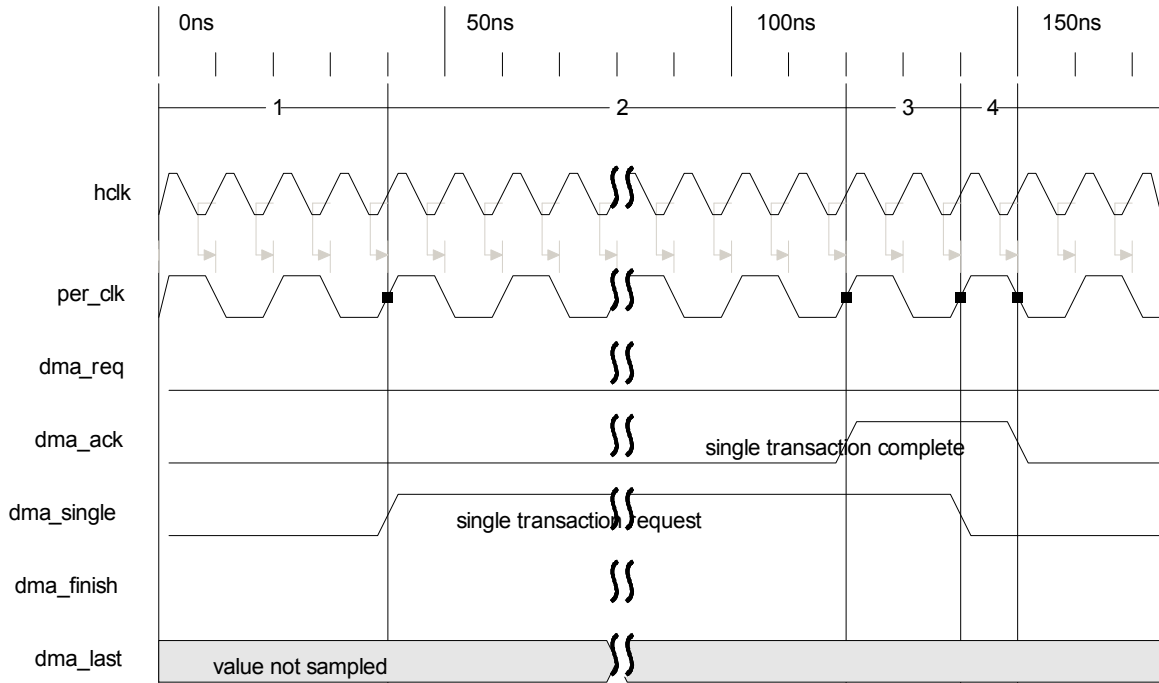 0ns 50ns 100ns 150ns
1 2 3 4
hclk
per_clk
dma_req
dma_ack
single transaction complete
dma_single
single transaction request
dma_finish
dma_last
value not sampled